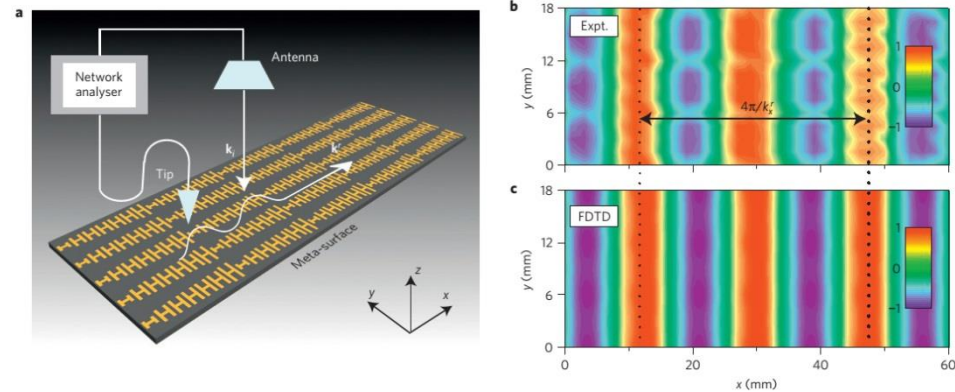 a
Network
analyser
Antenna
Tip
k_i
k^r
Meta-surface
z
y
x
b
Expt.
18
12
6
0
y (mm)
4π/k_x^r
1
0
-1
c
FDTD
18
12
6
0
y (mm)
1
0
-1
0
20
40
60
x (mm)